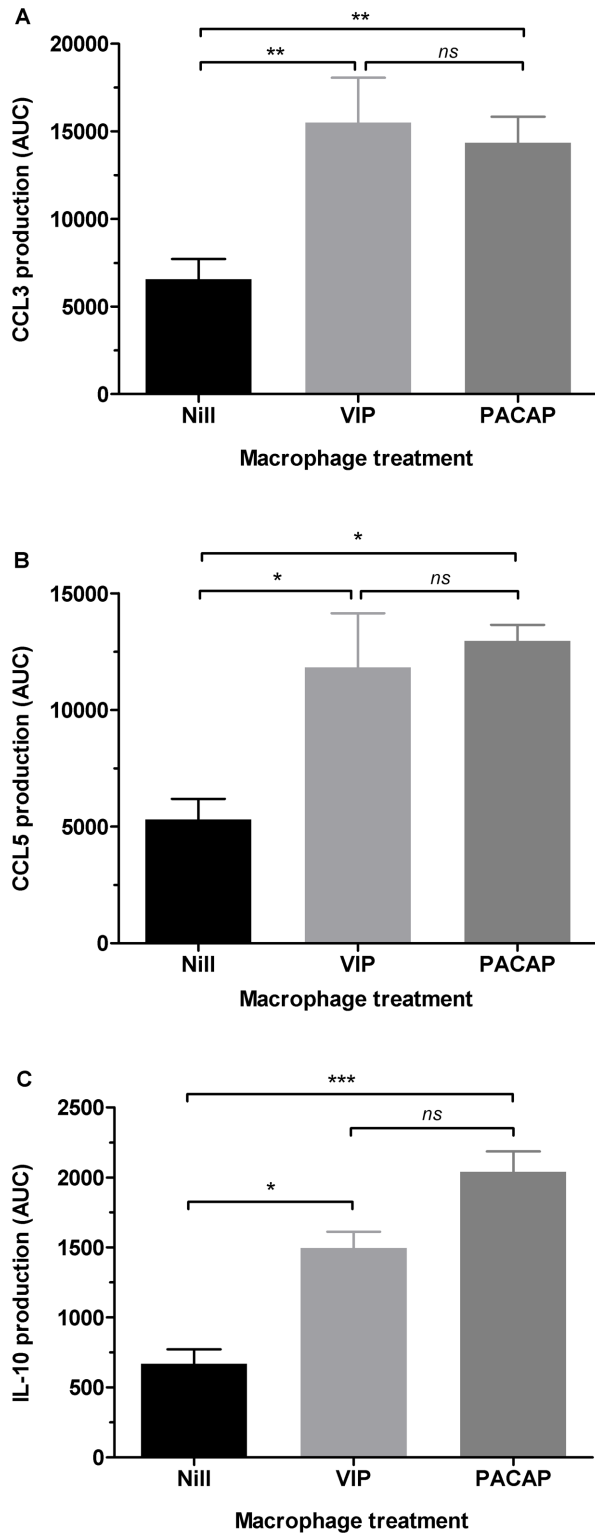 A
**
** ns
20000
15000
10000
5000
0
CCL3 production (AUC)
Nill VIP PACAP
Macrophage treatment
B
*
* ns
15000
10000
5000
0
CCL5 production (AUC)
Nill VIP PACAP
Macrophage treatment
C
***
ns
*
2500
2000
1500
1000
500
0
IL-10 production (AUC)
Nill VIP PACAP
Macrophage treatment